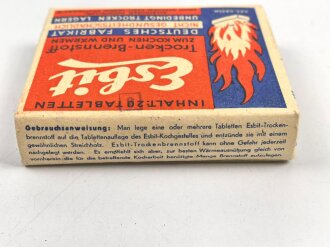 UNBEDINGT TROCKEN LAGERN
NICHT GESUNDHEITSSCHÄDLICH
DEUTSCHES FABRIKAT
ZUM KOCHEN UND WÄRMEN
Trocken-Brennstoff
Esbit
INHALT: 20 TABLETTEN
Gebrauchsanweisung: Man lege eine oder mehrere Tabletten Esbit-Trocken-
brennstoff auf die Tablettenauflage des Esbit-Kochgestelles und entzünde sie mit einem
gewöhnlichen Streichholz. Esbit-Trockenbrennstoff kann ohne Gefahr jederzeit
nachgelegt werden. Es empfiehlt sich aber, zur besten Wärmeausnützung gleich von
vornherein die für die betreffende Kocharbeit benötigte Menge Brennstoff aufzulegen.